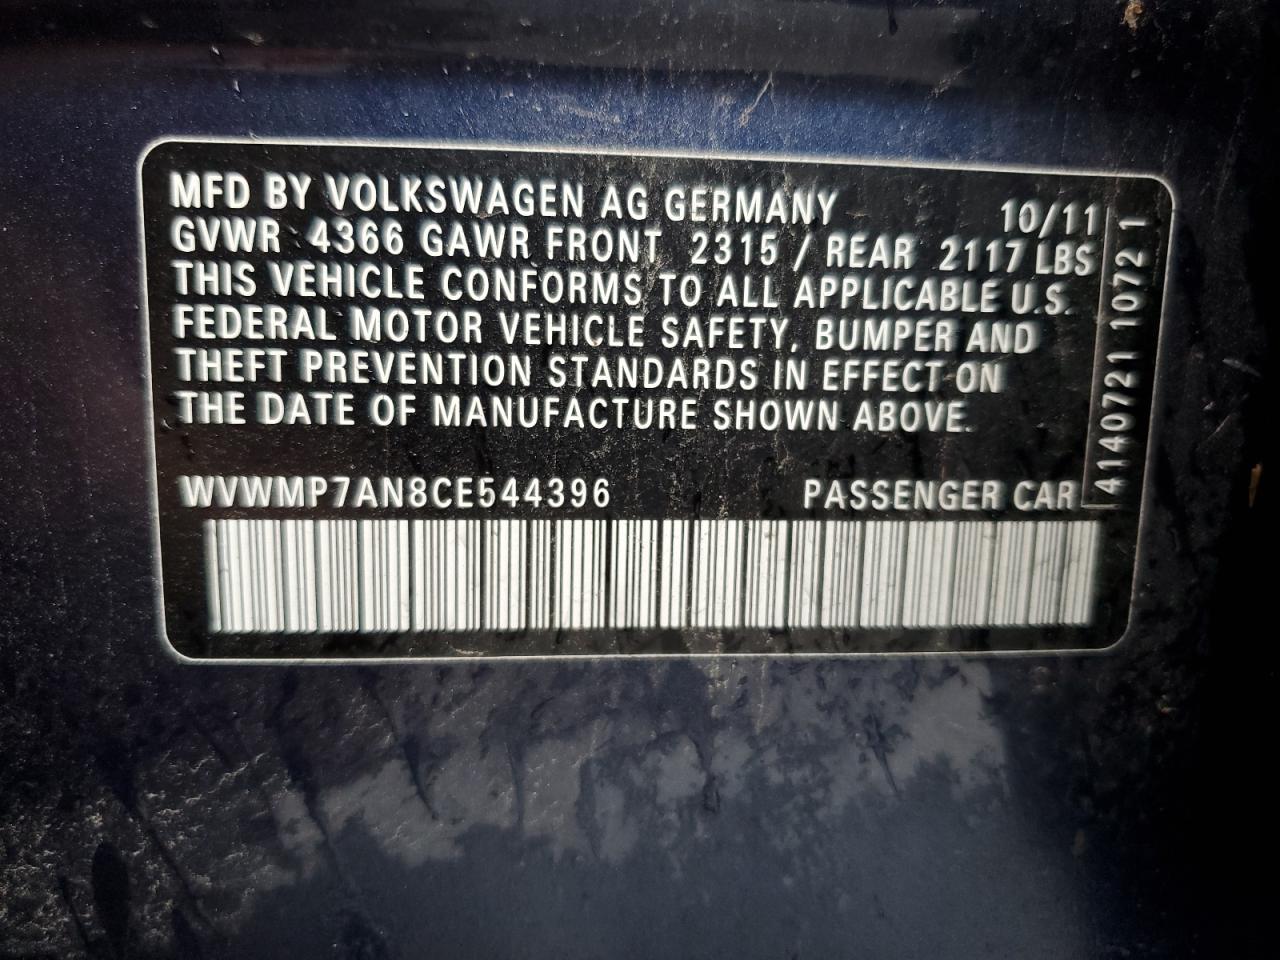 MFD BY VOLKSWAGEN AG GERMANY 10/11
GVWR 4366 GAWR FRONT 2315 / REAR 2117 LBS
THIS VEHICLE CONFORMS TO ALL APPLICABLE U.S.
FEDERAL MOTOR VEHICLE SAFETY, BUMPER AND
THEFT PREVENTION STANDARDS IN EFFECT ON
THE DATE OF MANUFACTURE SHOWN ABOVE.
WVWMP7AN8CE544396 PASSENGER CAR
4140721 1072 1